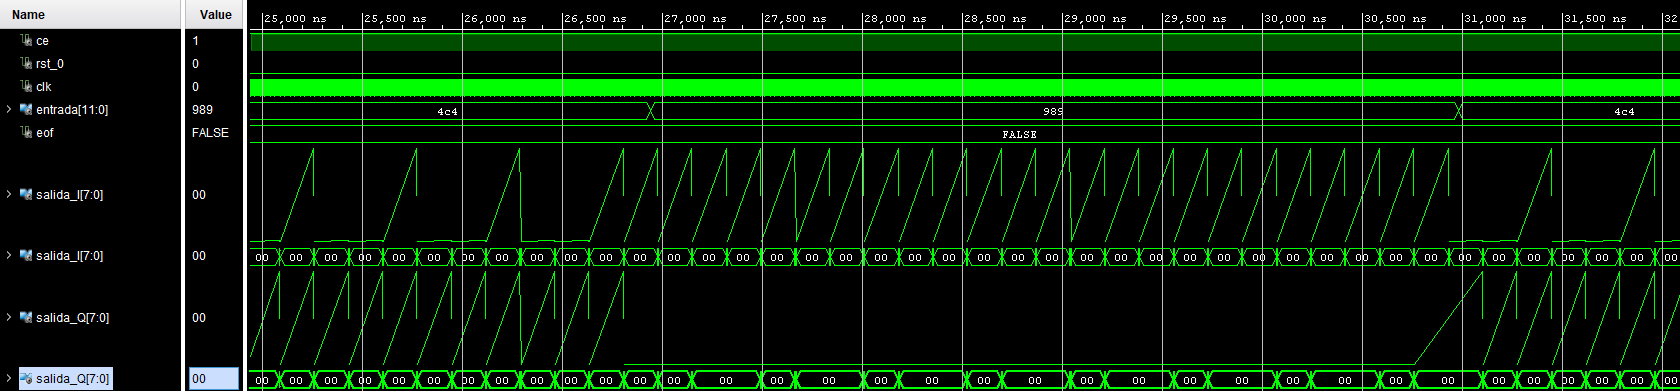 Name Value 25,000 ns 25,500 ns 26,000 ns 26,500 ns 27,000 ns 27,500 ns 28,000 ns 28,500 ns 29,000 ns 29,500 ns 30,000 ns 30,500 ns 31,000 ns 31,500 ns 32
ce 1
rst_0 0
clk 0
entrada[11:0] 989 4c4 989 4c4
eof FALSE FALSE
salida_I[7:0] 00
salida_I[7:0] 00 00 00 00 00 00 00 00 00 00 00 00 00 00 00 00 00 00 00 00 00 00 00 00 00 00 00 00 00 00 00 00 00 00 00 00 00 00 00 00 00 00 00
salida_Q[7:0] 00
salida_Q[7:0] 00 00 00 00 00 00 00 00 00 00 00 00 00 00 00 00 00 00 00 00 00 00 00 00 00 00 00 00 00 00 00 00 00 00